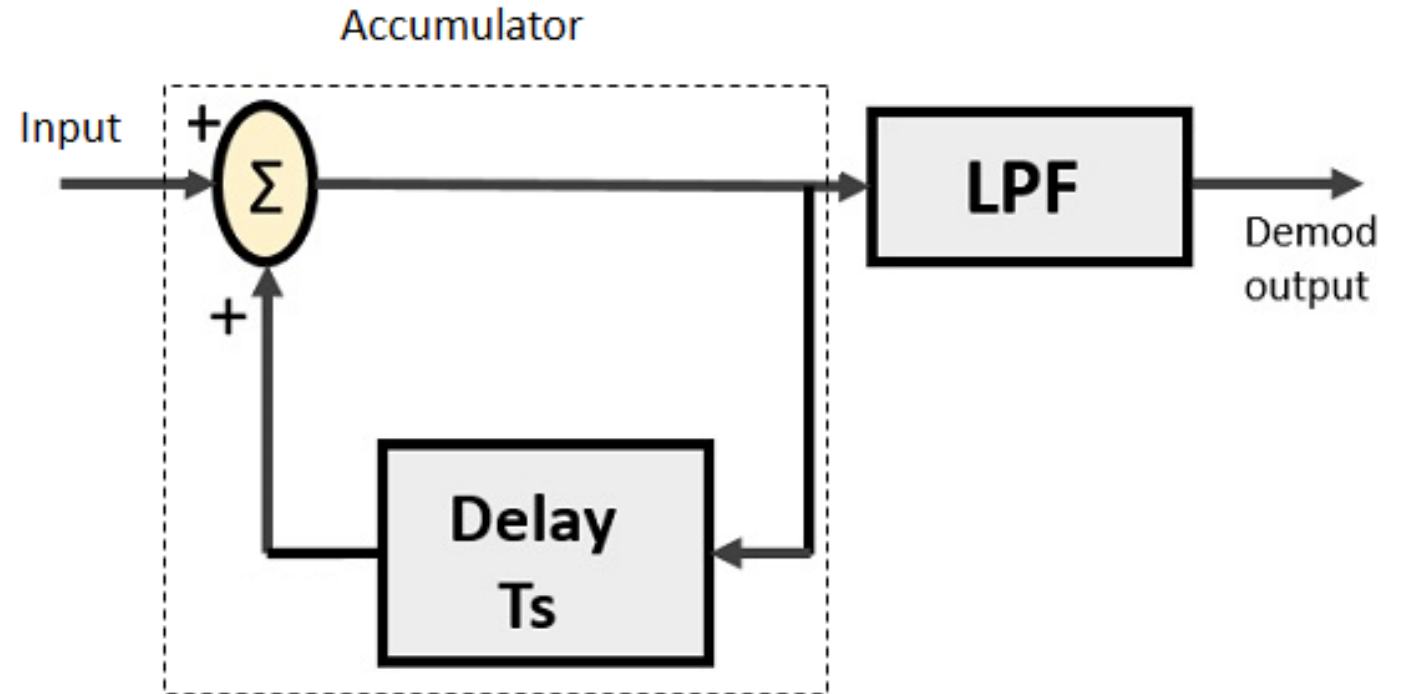 Accumulator
Input
+
Σ
LPF
Demod
output
+
Delay
Ts